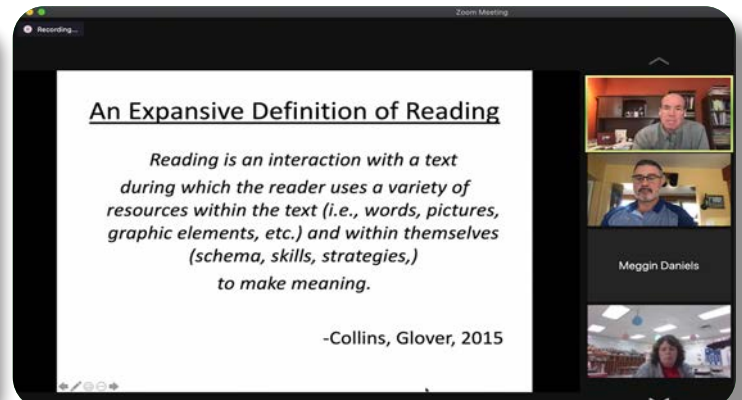 Zoom Meeting
Recording...
An Expansive Definition of Reading
Reading is an interaction with a text
during which the reader uses a variety of
resources within the text (i.e., words, pictures,
graphic elements, etc.) and within themselves
(schema, skills, strategies,)
to make meaning.
-Collins, Glover, 2015
Meggin Daniels